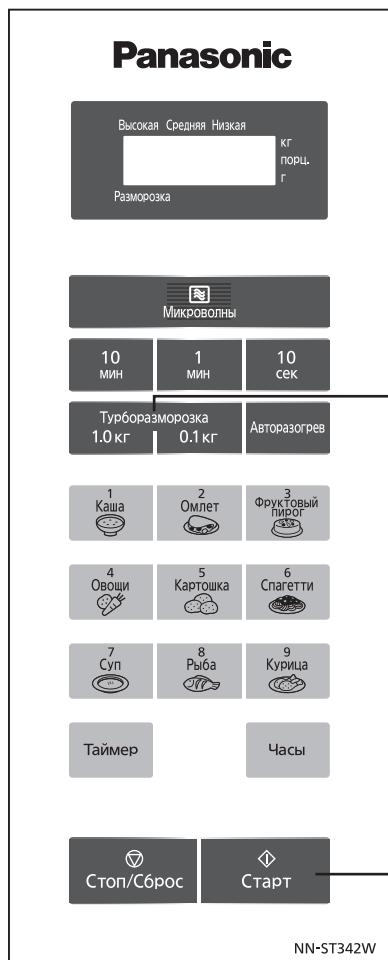 Panasonic
Высокая Средняя Низкая
кг
порц.
г
Разморозка
Микроволны
10 мин
1 мин
10 сек
Турборазморозка
1.0 кг 0.1 кг
Авторазогрев
1
Каша
2
Омлет
3
Фруктовый
пирог
4
Овощи
5
Картошка
6
Спагетти
7
Суп
8
Рыба
9
Курица
Таймер
Часы
Стоп/Сброс
Старт
NN-ST342W